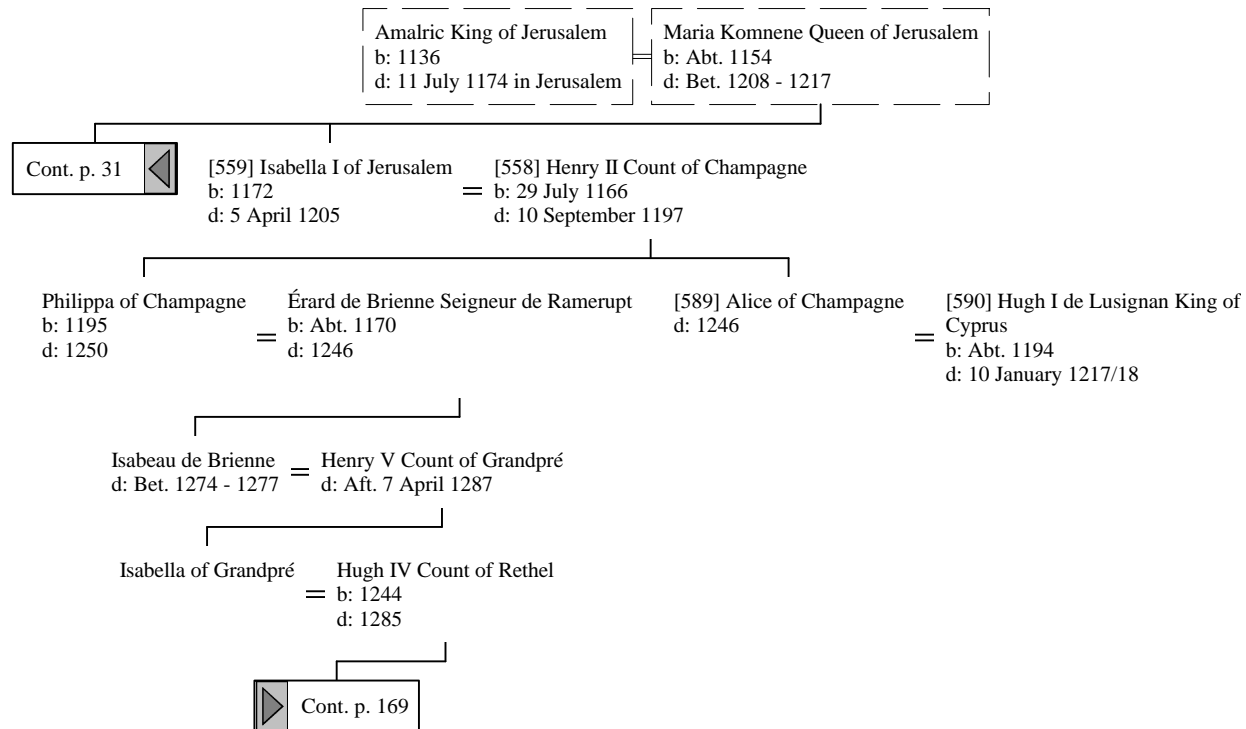 Amalric King of Jerusalem
b: 1136
d: 11 July 1174 in Jerusalem
Maria Komnene Queen of Jerusalem
b: Abt. 1154
d: Bet. 1208 - 1217
Cont. p. 31
[559] Isabella I of Jerusalem
b: 1172
d: 5 April 1205
=
[558] Henry II Count of Champagne
b: 29 July 1166
d: 10 September 1197
Philippa of Champagne
b: 1195
d: 1250
=
Érard de Brienne Seigneur de Ramerupt
b: Abt. 1170
d: 1246
[589] Alice of Champagne
d: 1246
=
[590] Hugh I de Lusignan King of
Cyprus
b: Abt. 1194
d: 10 January 1217/18
Isabeau de Brienne
d: Bet. 1274 - 1277
=
Henry V Count of Grandpré
d: Aft. 7 April 1287
Isabella of Grandpré
=
Hugh IV Count of Rethel
b: 1244
d: 1285
Cont. p. 169